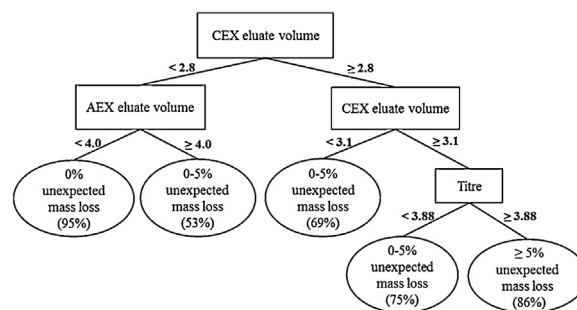 CEX eluate volume
< 2.8
≥ 2.8
AEX eluate volume
CEX eluate volume
< 4.0
≥ 4.0
< 3.1
≥ 3.1
0%
unexpected
mass loss
(95%)
0-5%
unexpected
mass loss
(53%)
0-5%
unexpected
mass loss
(69%)
Titre
< 3.88
≥ 3.88
0-5%
unexpected
mass loss
(75%)
≥ 5%
unexpected
mass loss
(86%)